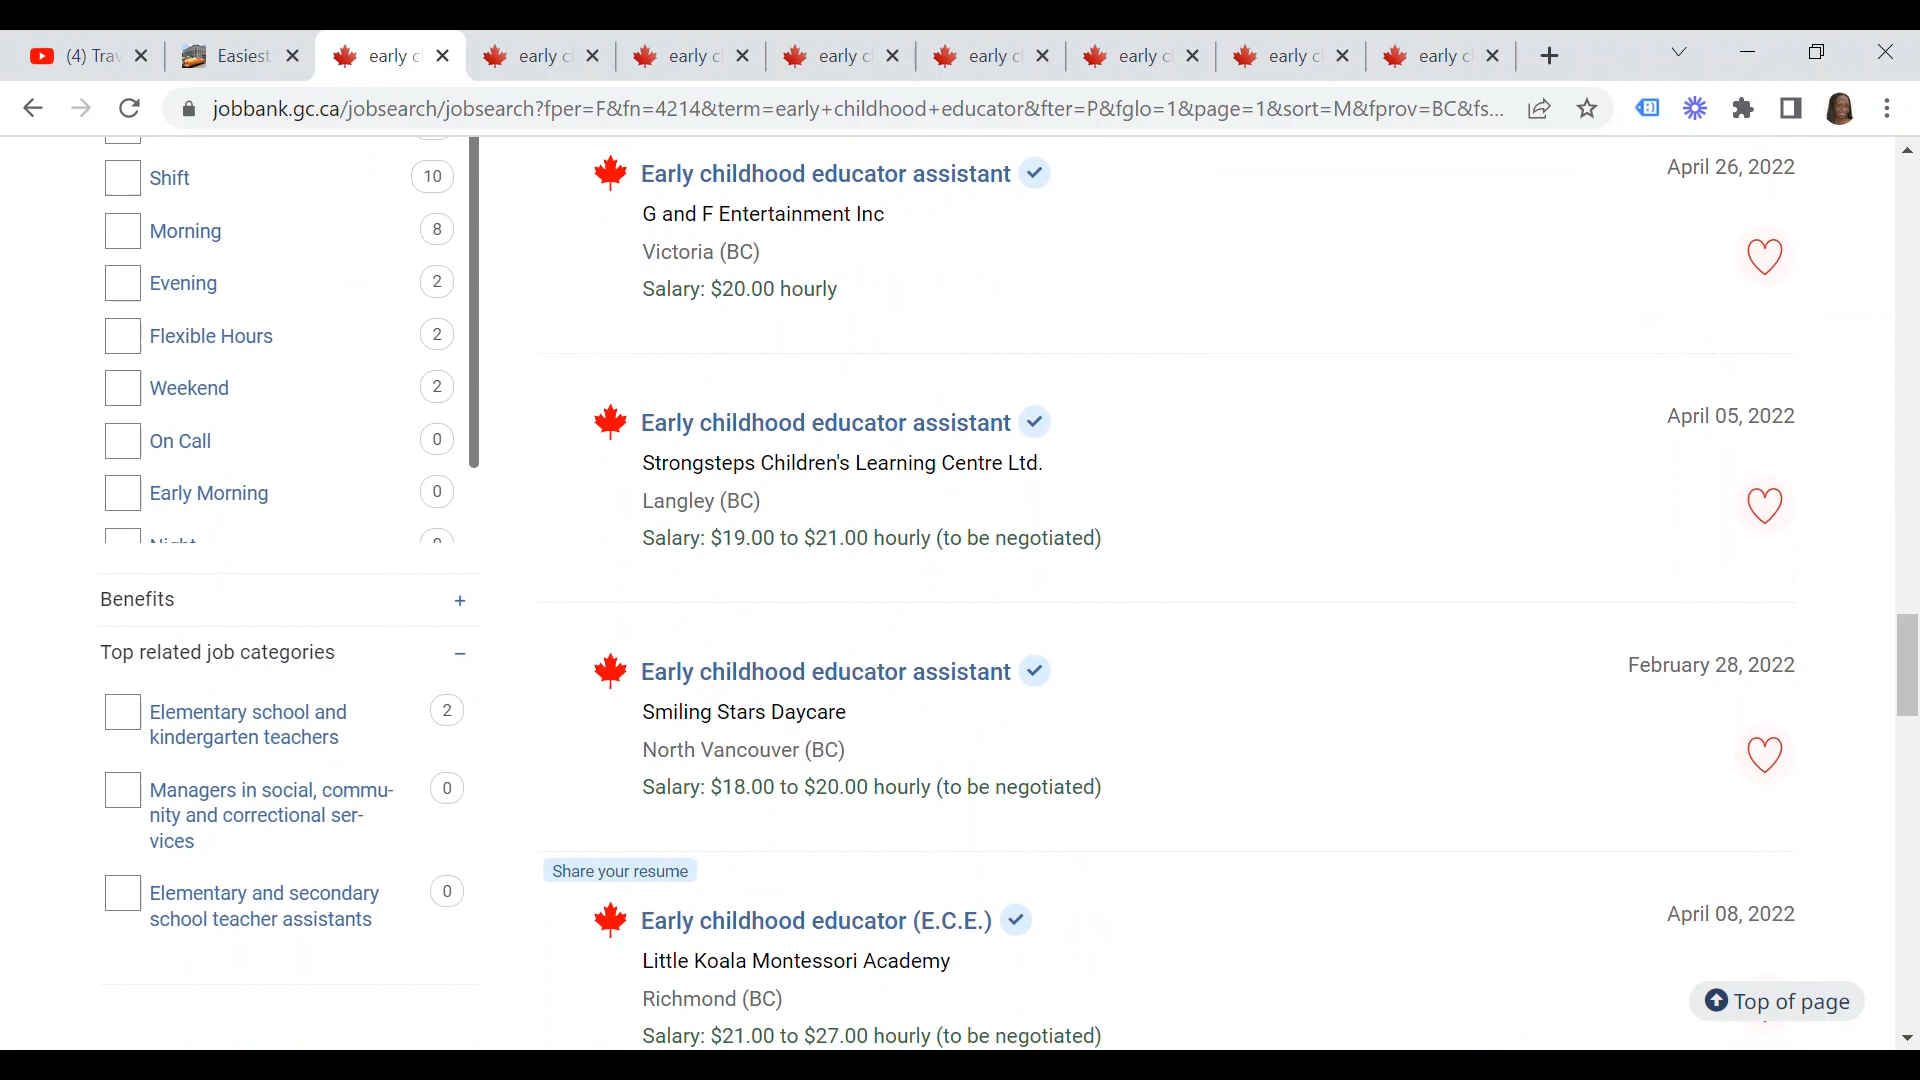 (4) Tra
Easiest
early c
early c
early c
early c
early c
early c
early c
early c
jobbank.gc.ca/jobsearch/jobsearch?fper=F&fn=4214&term=early+childhood+educator&fter=P&fglo=1&page=1&sort=M&fprov=BC&fs...
Shift 10
Morning 8
Evening 2
Flexible Hours 2
Weekend 2
On Call 0
Early Morning 0
Night 0
Benefits +
Top related job categories −
Elementary school and 2
kindergarten teachers
Managers in social, commu- 0
nity and correctional ser-
vices
Elementary and secondary 0
school teacher assistants
Early childhood educator assistant
April 26, 2022
G and F Entertainment Inc
Victoria (BC)
Salary: $20.00 hourly
Early childhood educator assistant
April 05, 2022
Strongsteps Children's Learning Centre Ltd.
Langley (BC)
Salary: $19.00 to $21.00 hourly (to be negotiated)
Early childhood educator assistant
February 28, 2022
Smiling Stars Daycare
North Vancouver (BC)
Salary: $18.00 to $20.00 hourly (to be negotiated)
Share your resume
Early childhood educator (E.C.E.)
April 08, 2022
Little Koala Montessori Academy
Richmond (BC)
Salary: $21.00 to $27.00 hourly (to be negotiated)
Top of page